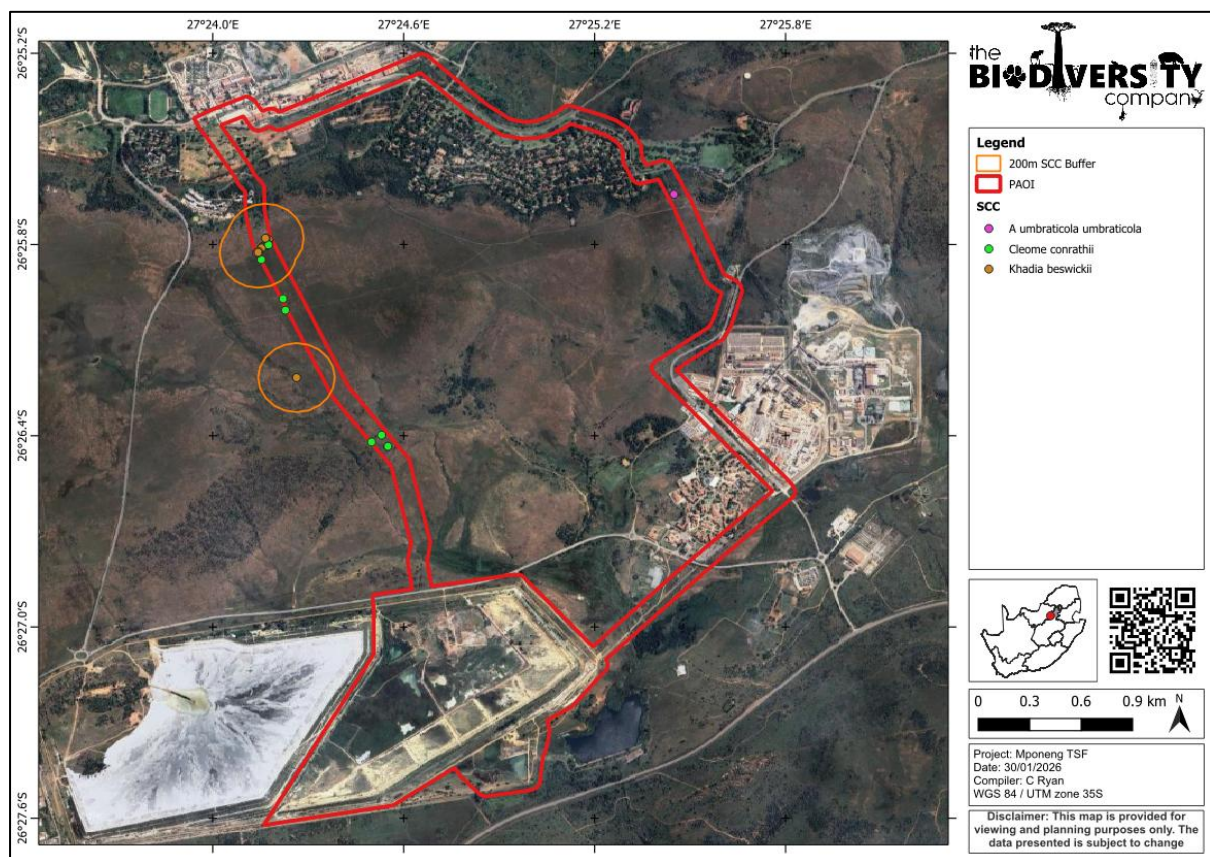 27°24.0'E
27°24.6'E
27°25.2'E
27°25.8'E
26°25.2'S
26°25.8'S
26°26.4'S
26°27.0'S
26°27.6'S
the
BIODIVERSITY
company
Legend
200m SCC Buffer
PAOI
SCC
A umbraticola umbraticola
Cleome conrathii
Khadia beswickii
0 0.3 0.6 0.9 km
N
Project: Mponeng TSF
Date: 30/01/2026
Compiler: C Ryan
WGS 84 / UTM zone 35S
Disclaimer: This map is provided for
viewing and planning purposes only. The
data presented is subject to change